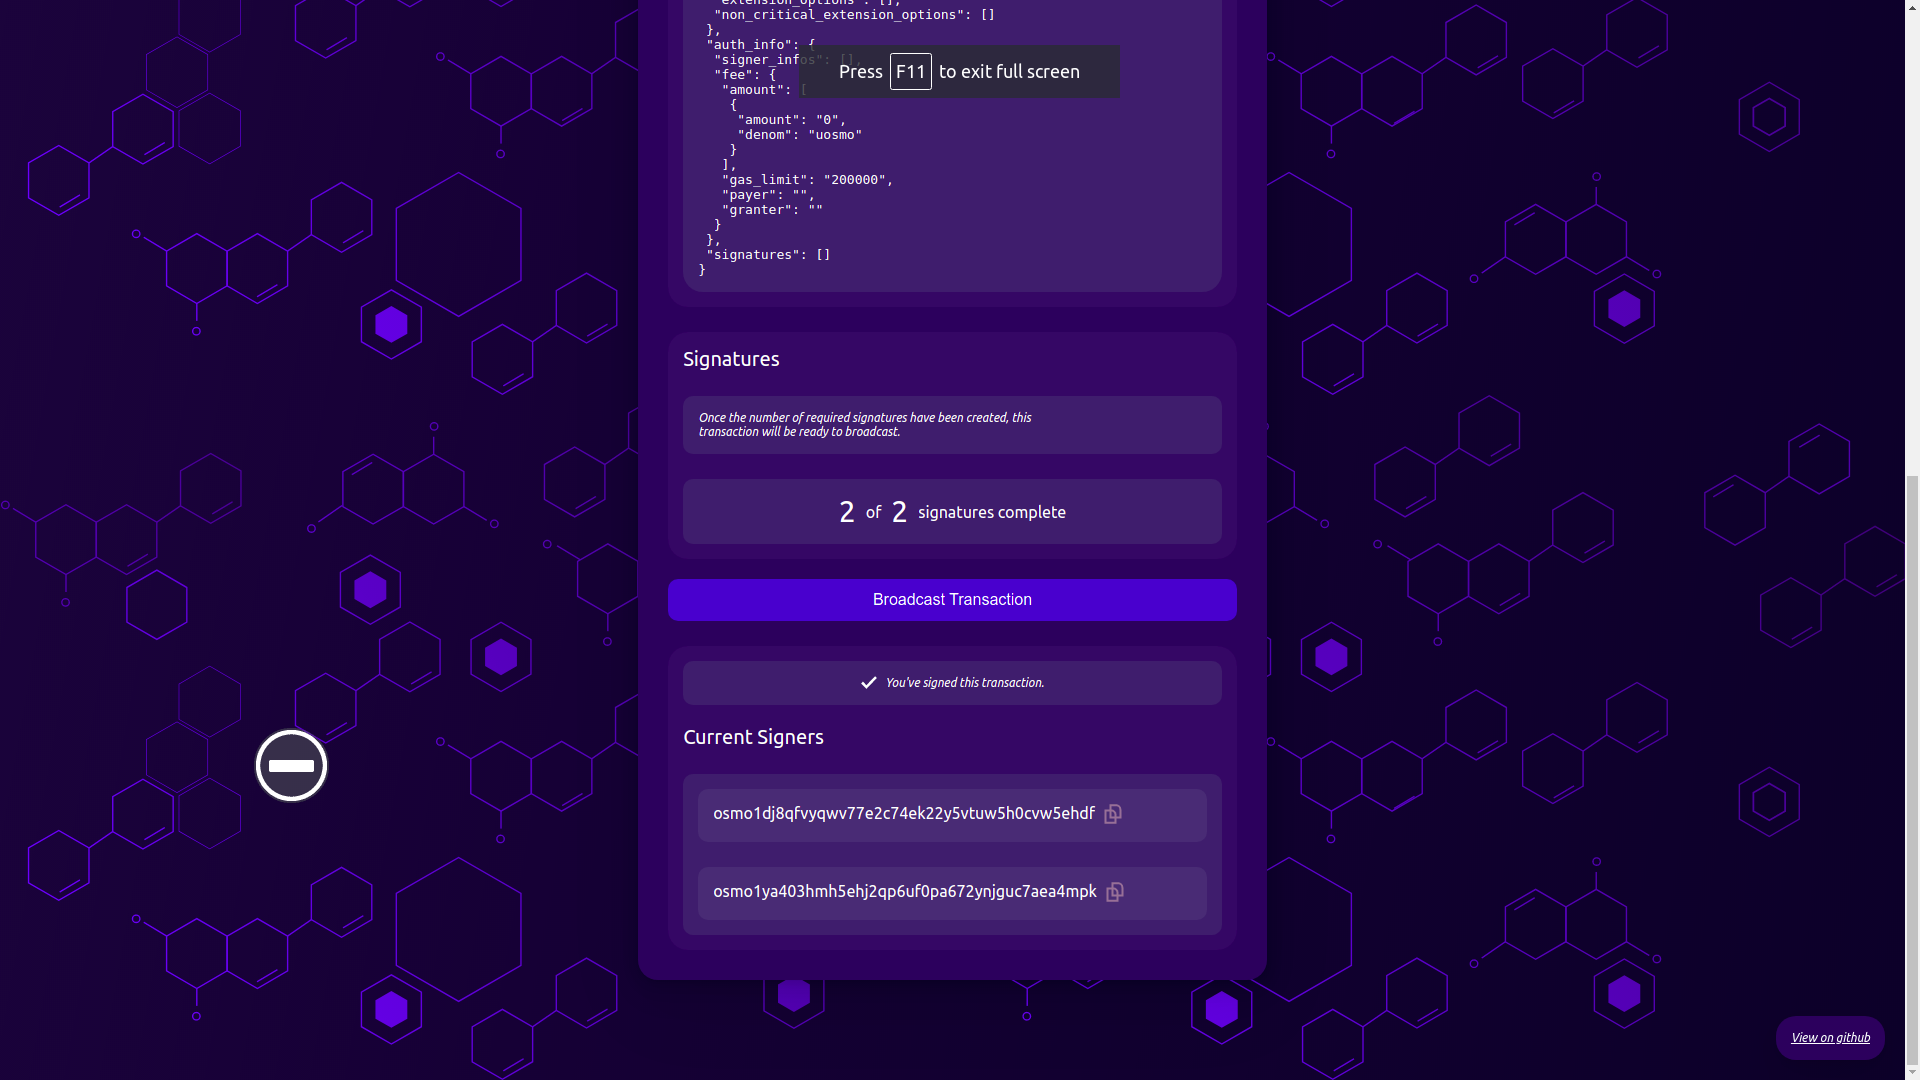 "extension_options": [],
"non_critical_extension_options": []
},
"auth_info": {
"signer_infos": [],
"fee": {
"amount": [
{
"amount": "0",
"denom": "uosmo"
}
],
"gas_limit": "200000",
"payer": "",
"granter": ""
}
},
"signatures": []
}
Press F11 to exit full screen
Signatures
Once the number of required signatures have been created, this
transaction will be ready to broadcast.
2 of 2 signatures complete
Broadcast Transaction
You've signed this transaction.
Current Signers
osmo1dj8qfvyqwv77e2c74ek22y5vtuw5h0cvw5ehdf
osmo1ya403hmh5ehj2qp6uf0pa672ynjguc7aea4mpk
View on github